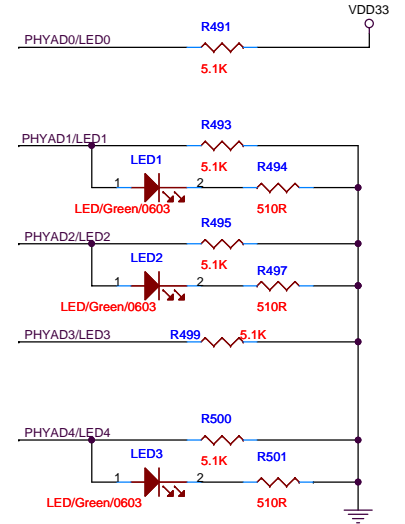 VDD33
R491
PHYAD0/LED0
5.1K
R493
PHYAD1/LED1
LED1
5.1K
R494
1
2
LED/Green/0603
510R
R495
PHYAD2/LED2
LED2
5.1K
R497
1
2
LED/Green/0603
510R
PHYAD3/LED3
R499
5.1K
R500
PHYAD4/LED4
LED3
5.1K
R501
1
2
LED/Green/0603
510R